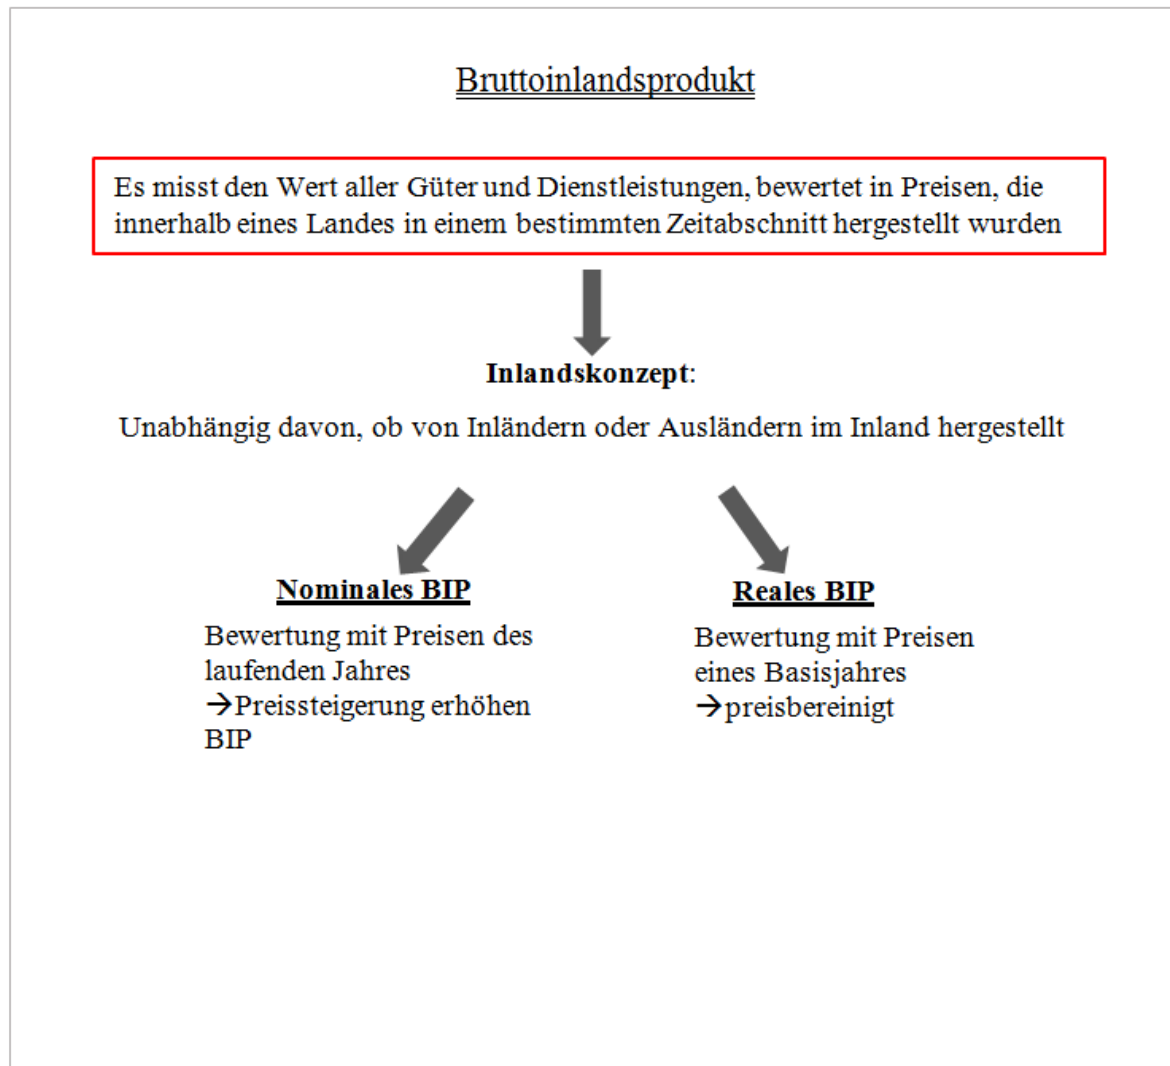 Bruttoinlandsprodukt
Es misst den Wert aller Güter und Dienstleistungen, bewertet in Preisen, die
innerhalb eines Landes in einem bestimmten Zeitabschnitt hergestellt wurden
Inlandskonzept:
Unabhängig davon, ob von Inländern oder Ausländern im Inland hergestellt
Nominales BIP
Bewertung mit Preisen des
laufenden Jahres
→Preissteigerung erhöhen
BIP
Reales BIP
Bewertung mit Preisen
eines Basisjahres
→preisbereinigt